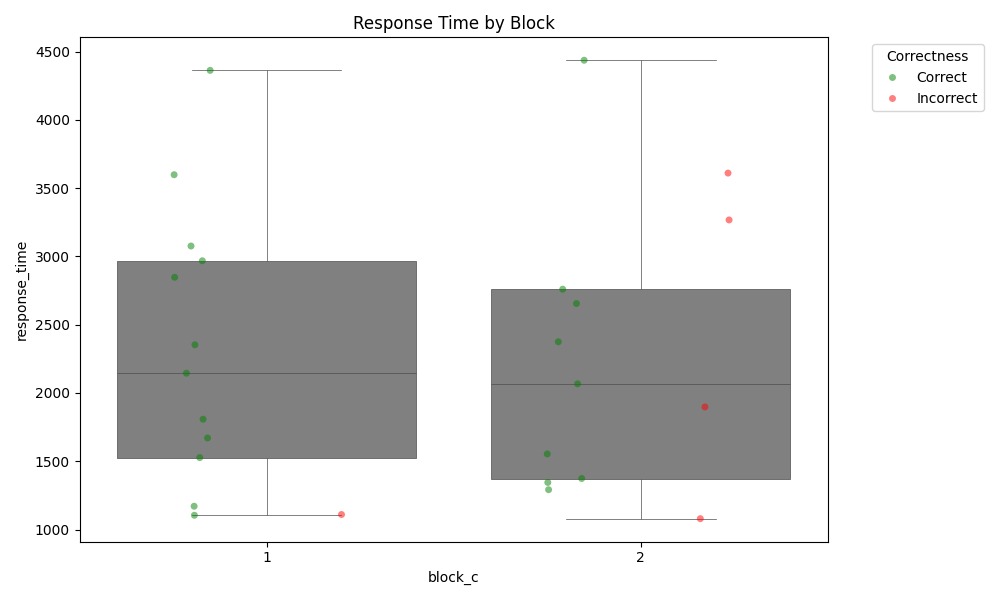 Response Time by Block
4500
4000
3500
3000
2500
2000
1500
1000
response_time
1
2
block_c
Correctness
Correct
Incorrect